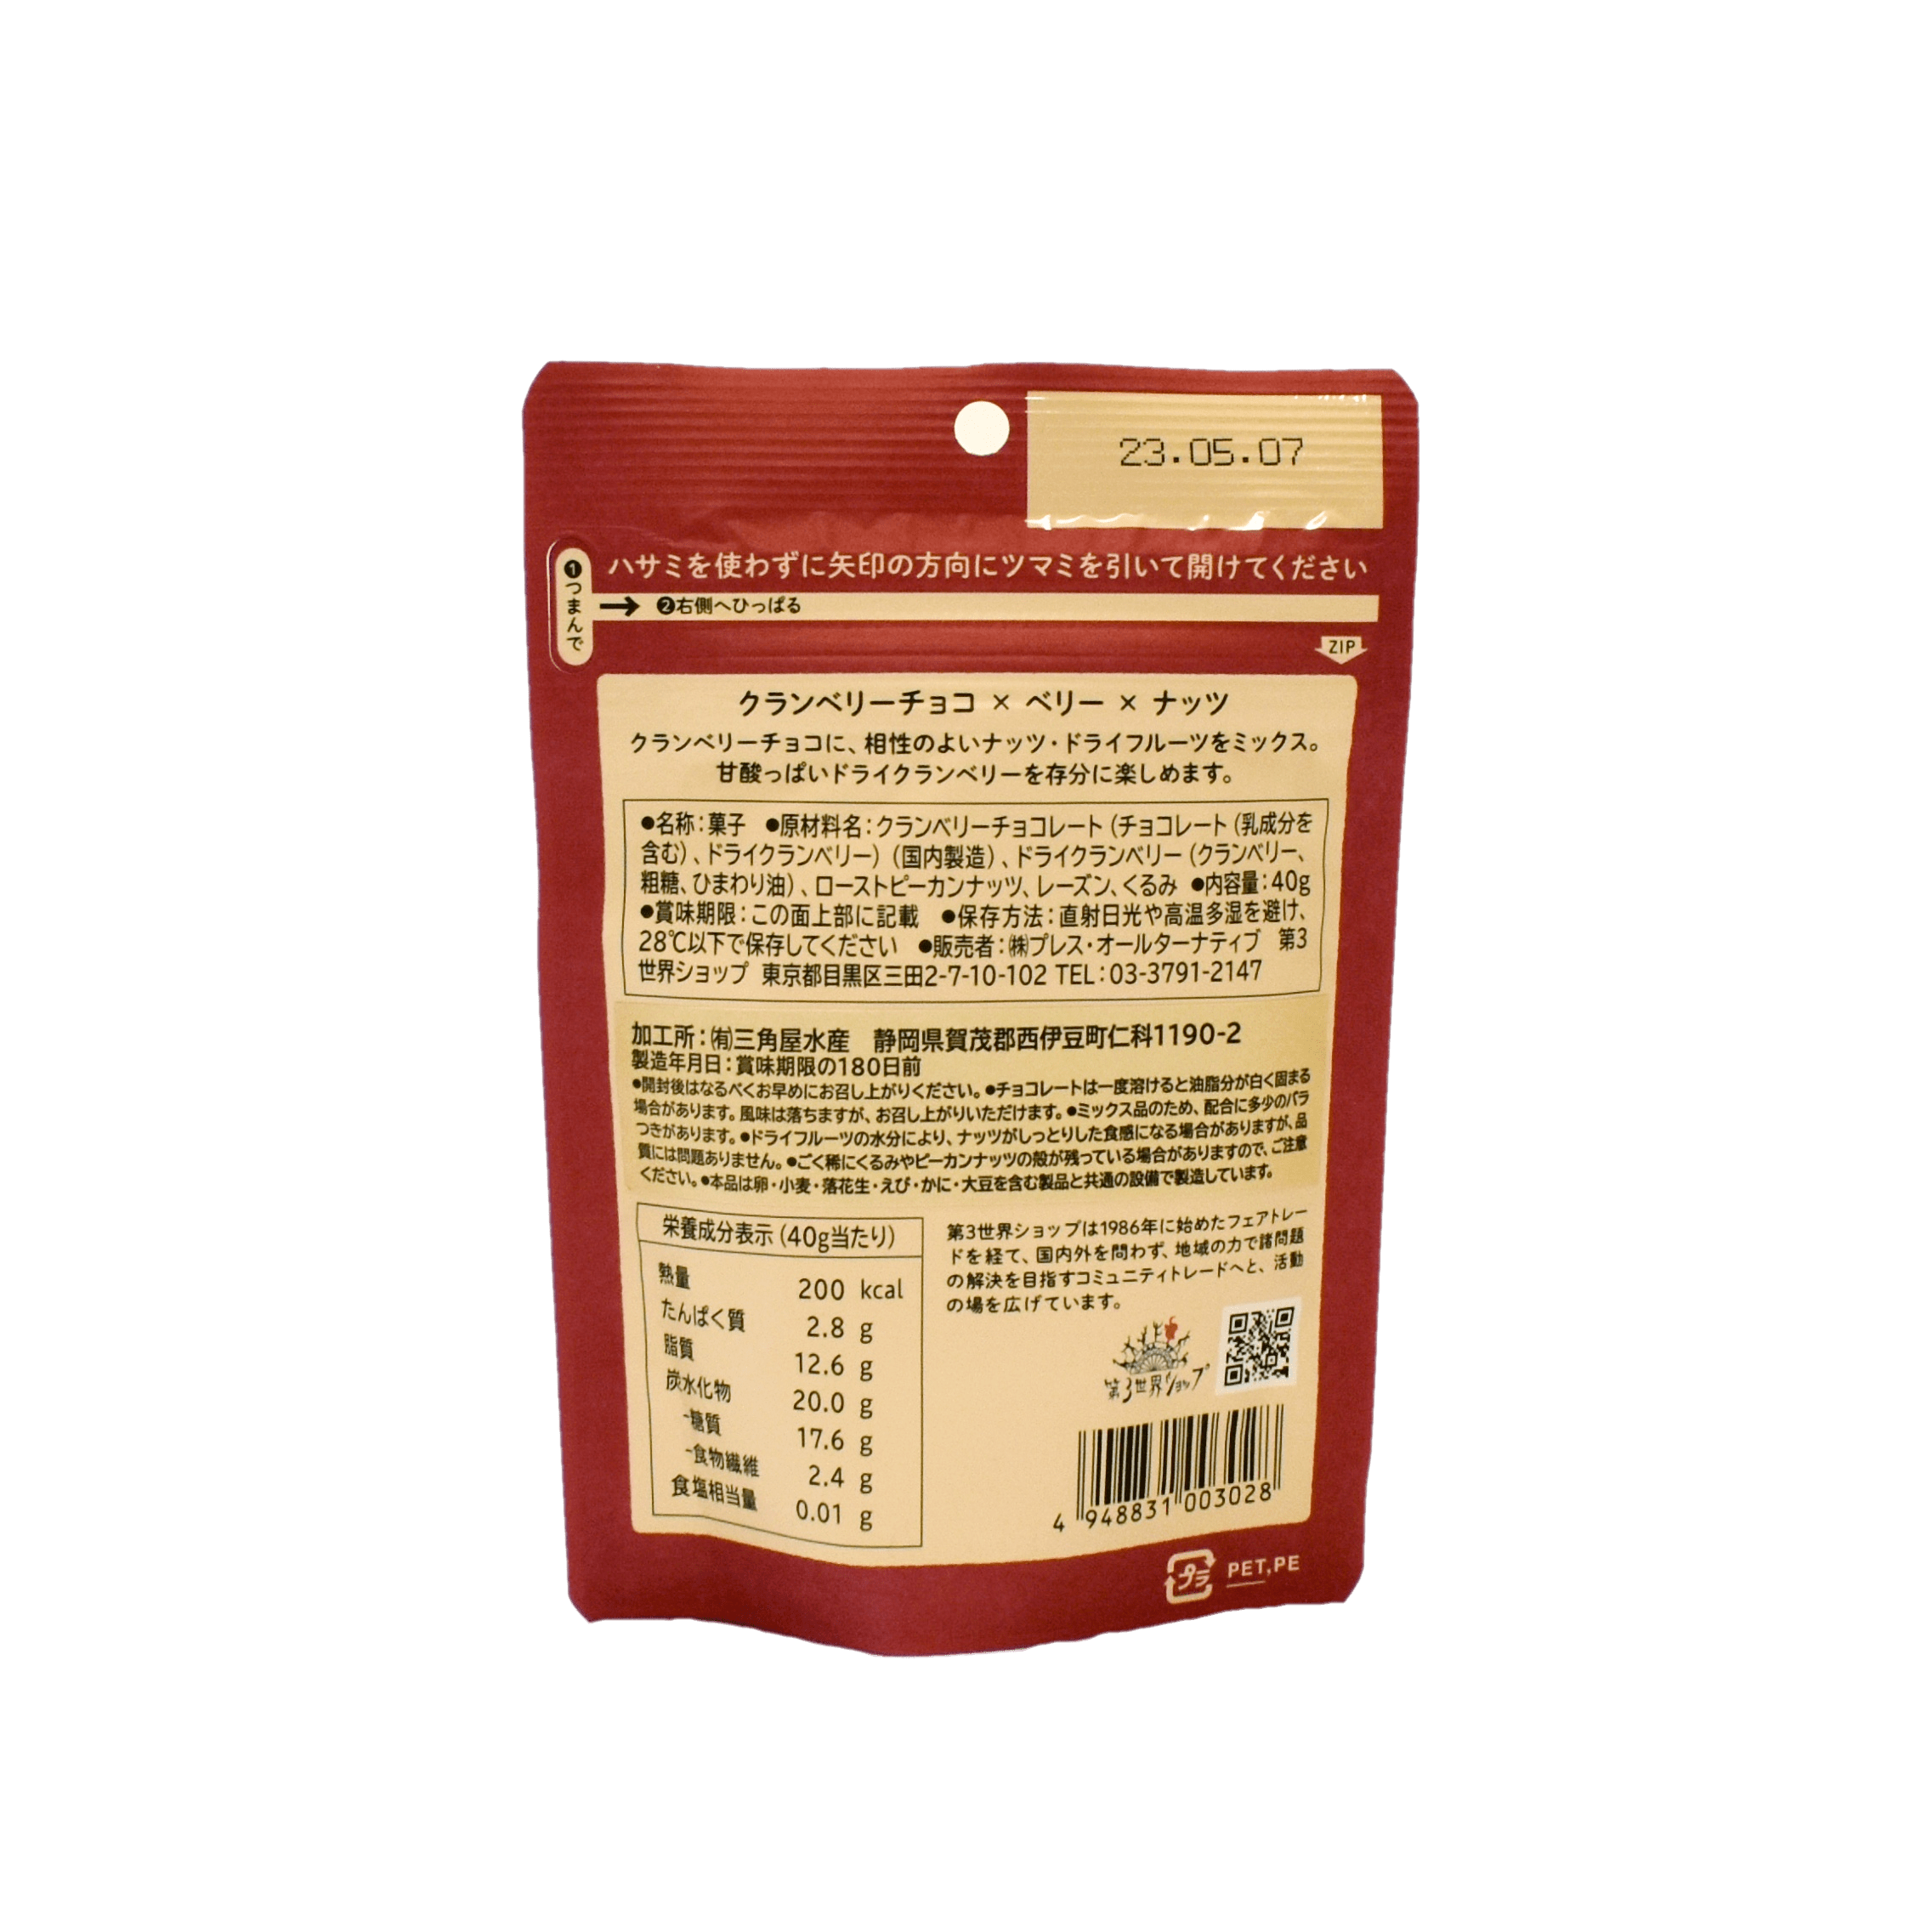 23.05.07
ハサミを使わずに矢印の方向にツマミを引いて開けてください
❶つまんで
❷右側へひっぱる
ZIP
クランベリーチョコ × ベリー × ナッツ
クランベリーチョコに、相性のよいナッツ・ドライフルーツをミックス。
甘酸っぱいドライクランベリーを存分に楽しめます。
●名称：菓子　●原材料名：クランベリーチョコレート（チョコレート（乳成分を
含む）、ドライクランベリー）（国内製造）、ドライクランベリー（クランベリー、
粗糖、ひまわり油）、ローストピーカンナッツ、レーズン、くるみ ●内容量：40g
●賞味期限：この面上部に記載　●保存方法：直射日光や高温多湿を避け、
28℃以下で保存してください　●販売者：㈱プレス・オールターナティブ　第3
世界ショップ 東京都目黒区三田2-7-10-102 TEL：03-3791-2147
加工所：㈲三角屋水産　静岡県賀茂郡西伊豆町仁科1190-2
製造年月日：賞味期限の180日前
●開封後はなるべくお早めにお召し上がりください。●チョコレートは一度溶けると油脂分が白く固まる
場合があります。風味は落ちますが、お召し上がりいただけます。●ミックス品のため、配合に多少のバラ
つきがあります。●ドライフルーツの水分により、ナッツがしっとりした食感になる場合がありますが、品
質には問題ありません。●ごく稀にくるみやピーカンナッツの殻が残っている場合がありますので、ご注意
ください。●本品は卵・小麦・落花生・えび・かに・大豆を含む製品と共通の設備で製造しています。
栄養成分表示（40g当たり）
熱量 200 kcal
たんぱく質 2.8 g
脂質 12.6 g
炭水化物 20.0 g
-糖質 17.6 g
-食物繊維 2.4 g
食塩相当量 0.01 g
第3世界ショップは1986年に始めたフェアトレー
ドを経て、国内外を問わず、地域の力で諸問題
の解決を目指すコミュニティトレードへと、活動
の場を広げています。
第3世界ショップ
4 948831 003028
プラ PET,PE